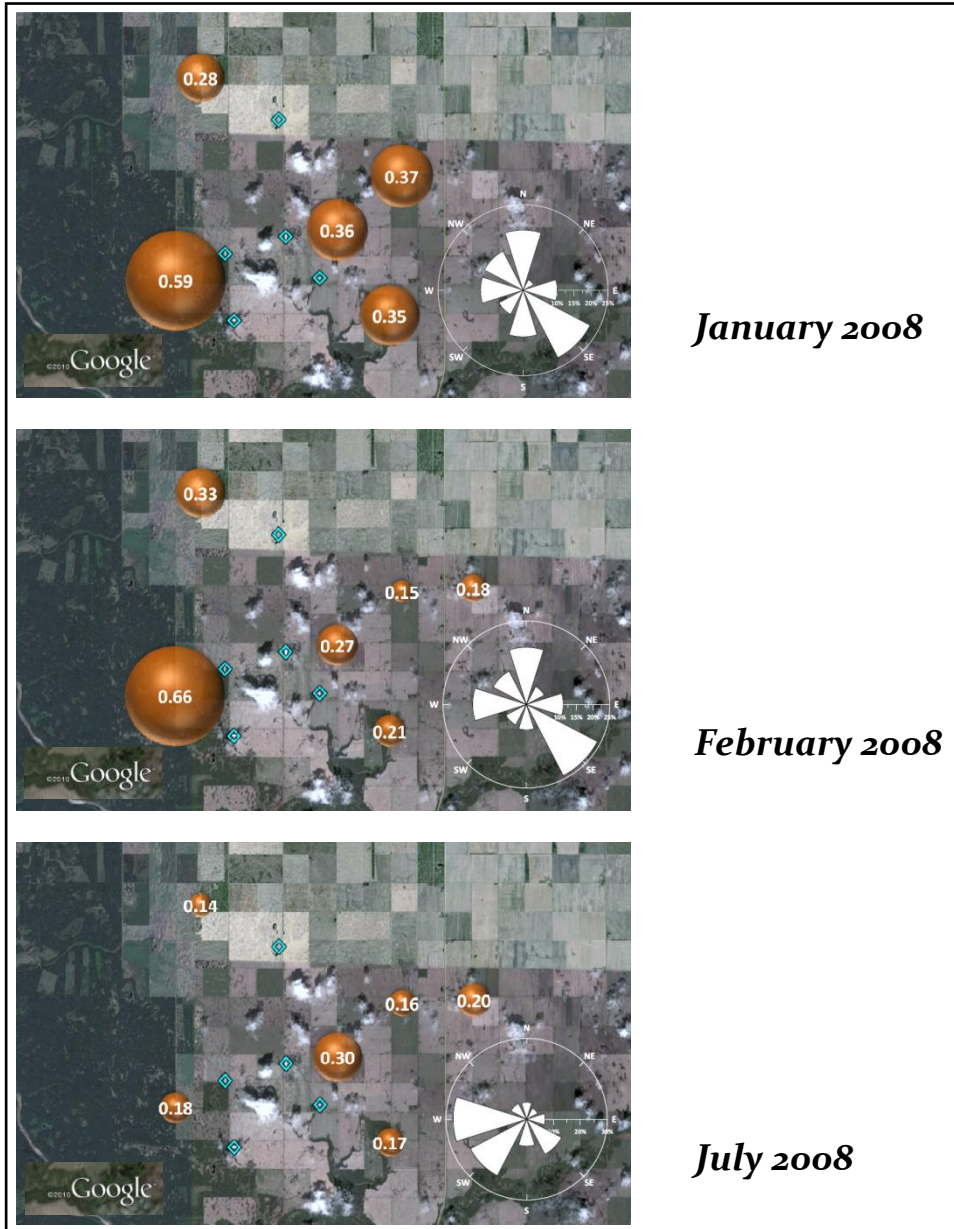 0.28
0.37
0.36
0.59
0.35
N
NW NE
W E
10% 15% 20% 25%
SW SE
S
©2010 Google
January 2008
0.33
0.15 0.18
0.27
0.66
0.21
N
NW NE
W E
10% 15% 20% 25%
SW SE
S
©2010 Google
February 2008
0.14
0.16 0.20
0.30
0.18
0.17
N
NW NE
W E
10% 20% 30%
SW SE
S
©2010 Google
July 2008